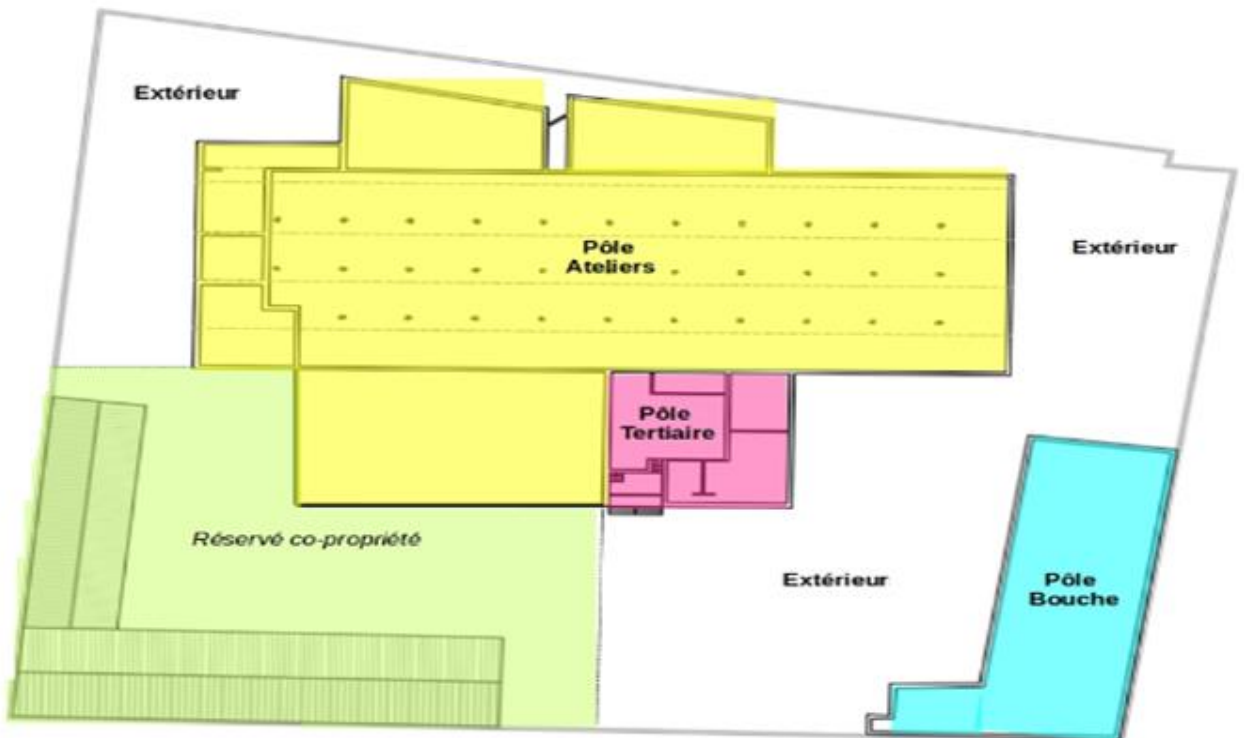 Extérieur
Pôle
Ateliers
Extérieur
Pôle
Tertiaire
Réservé co-propriété
Extérieur
Pôle
Bouche